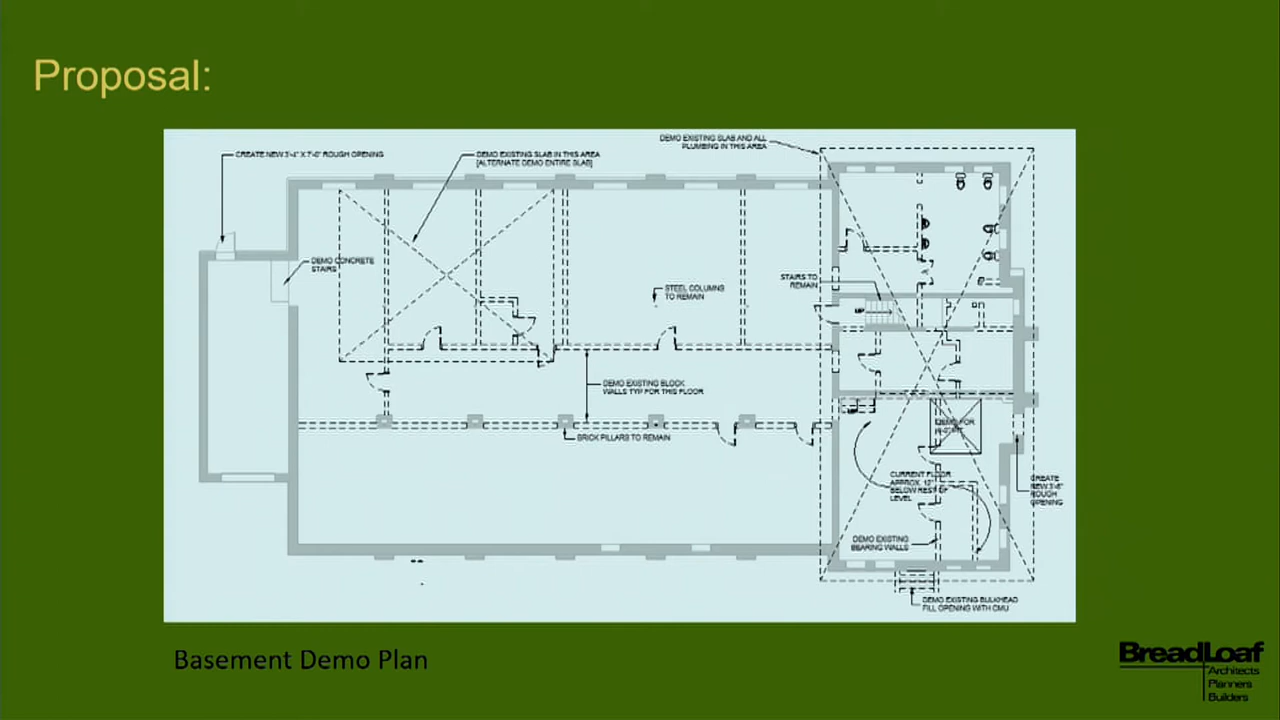 Proposal:
DEMO EXISTING SLAB AND ALL
PLUMBING IN THIS AREA
CREATE NEW 3'-4" X 7'-0" ROUGH OPENING
DEMO EXISTING SLAB IN THIS AREA
[ALTERNATE DEMO ENTIRE SLAB]
DEMO CONCRETE
STAIRS
STAIRS TO
REMAIN
STEEL COLUMNS
TO REMAIN
UP
DEMO EXISTING BLOCK
WALLS TYP FOR THIS FLOOR
BRICK PILLARS TO REMAIN
DEMO FOR
CURRENT FLOOR
APPROX. 12"
BELOW REST OF
LEVEL
CREATE
NEW 3'-6"
ROUGH
OPENING
DEMO EXISTING
BEARING WALLS
DEMO EXISTING BULKHEAD
FILL OPENING WITH CMU
Basement Demo Plan
BreadLoaf
Architects
Planners
Builders